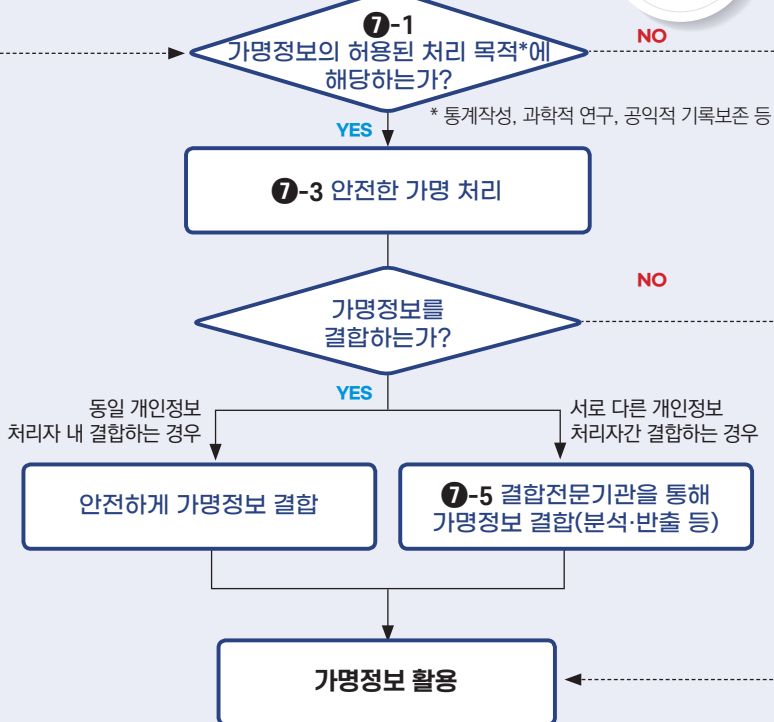 ❼-1
가명정보의 허용된 처리 목적*에
해당하는가?
NO
* 통계작성, 과학적 연구, 공익적 기록보존 등
YES
❼-3 안전한 가명 처리
가명정보를
결합하는가?
NO
YES
동일 개인정보
처리자 내 결합하는 경우
서로 다른 개인정보
처리자간 결합하는 경우
안전하게 가명정보 결합
❼-5 결합전문기관을 통해
가명정보 결합(분석·반출 등)
가명정보 활용